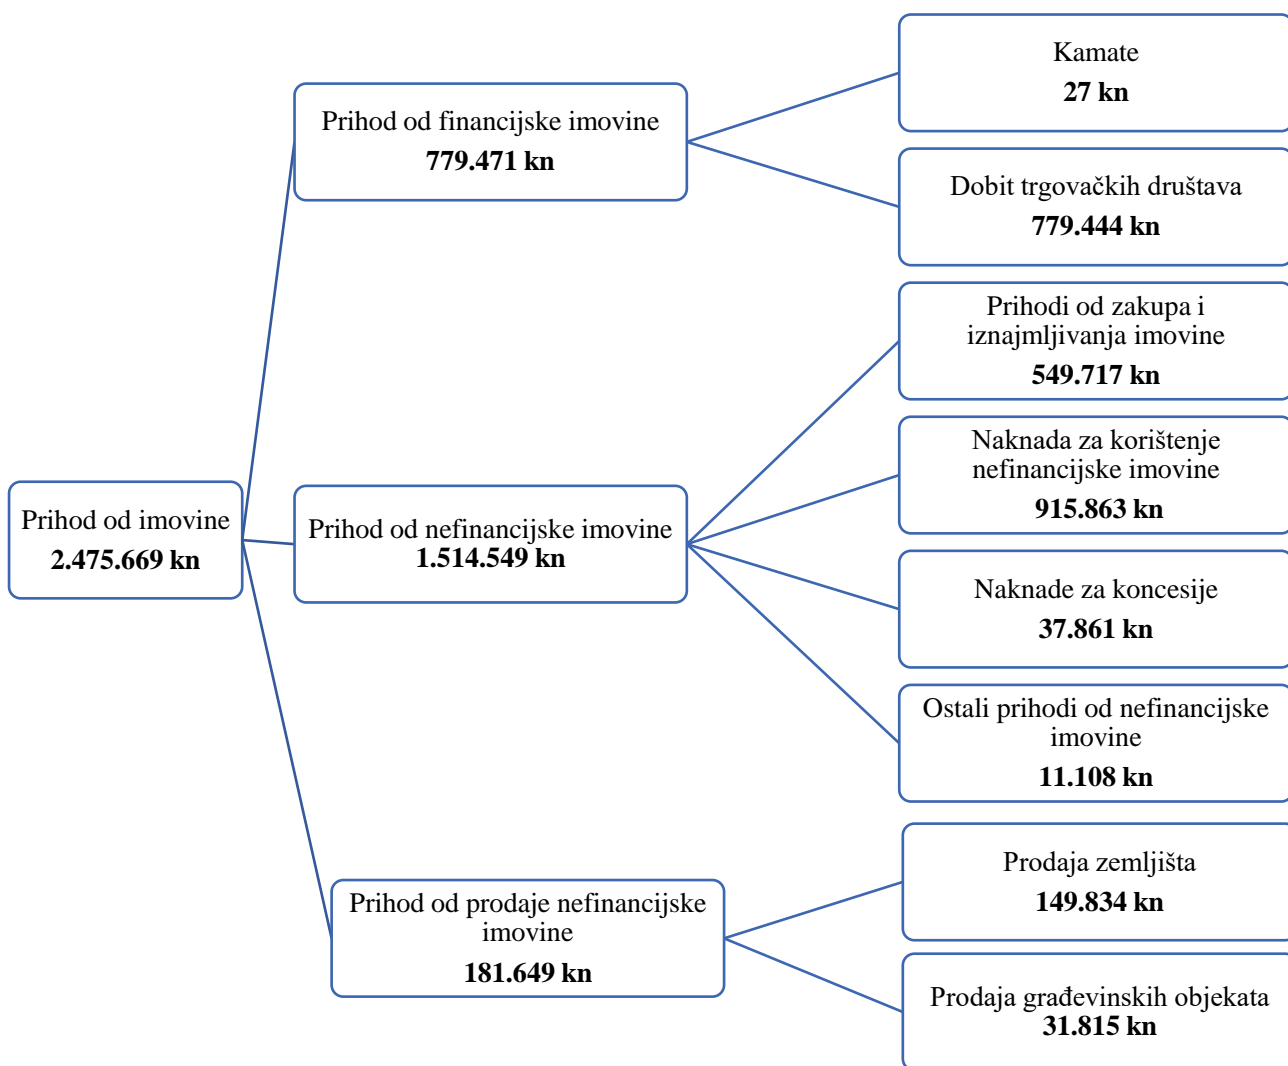 Prihod od imovine
2.475.669 kn
Prihod od financijske imovine
779.471 kn
Kamate
27 kn
Dobit trgovačkih društava
779.444 kn
Prihod od nefinancijske imovine
1.514.549 kn
Prihodi od zakupa i
iznajmljivanja imovine
549.717 kn
Naknada za korištenje
nefinancijske imovine
915.863 kn
Naknade za koncesije
37.861 kn
Ostali prihodi od nefinancijske
imovine
11.108 kn
Prihod od prodaje nefinancijske
imovine
181.649 kn
Prodaja zemljišta
149.834 kn
Prodaja građevinskih objekata
31.815 kn